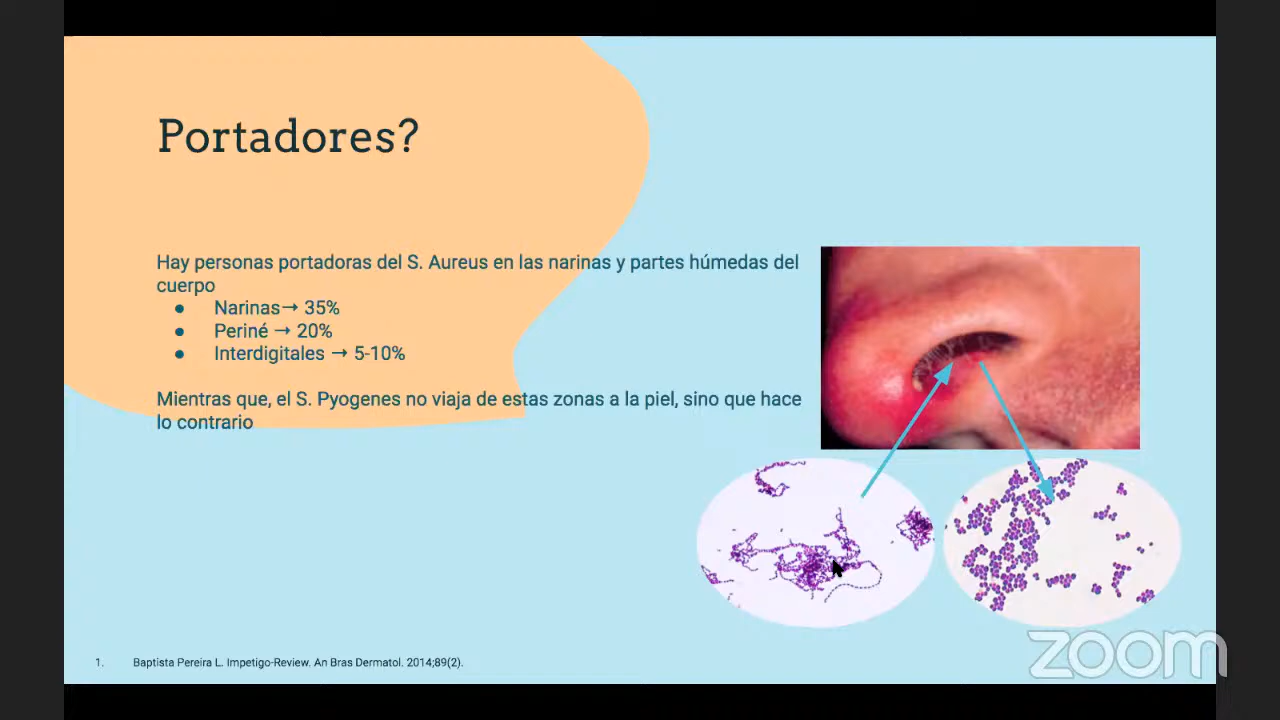 Portadores?
Hay personas portadoras del S. Aureus en las narinas y partes húmedas del
cuerpo
● Narinas→ 35%
● Periné → 20%
● Interdigitales → 5-10%
Mientras que, el S. Pyogenes no viaja de estas zonas a la piel, sino que hace
lo contrario
1. Baptista Pereira L. Impetigo-Review. An Bras Dermatol. 2014;89(2).
zoom